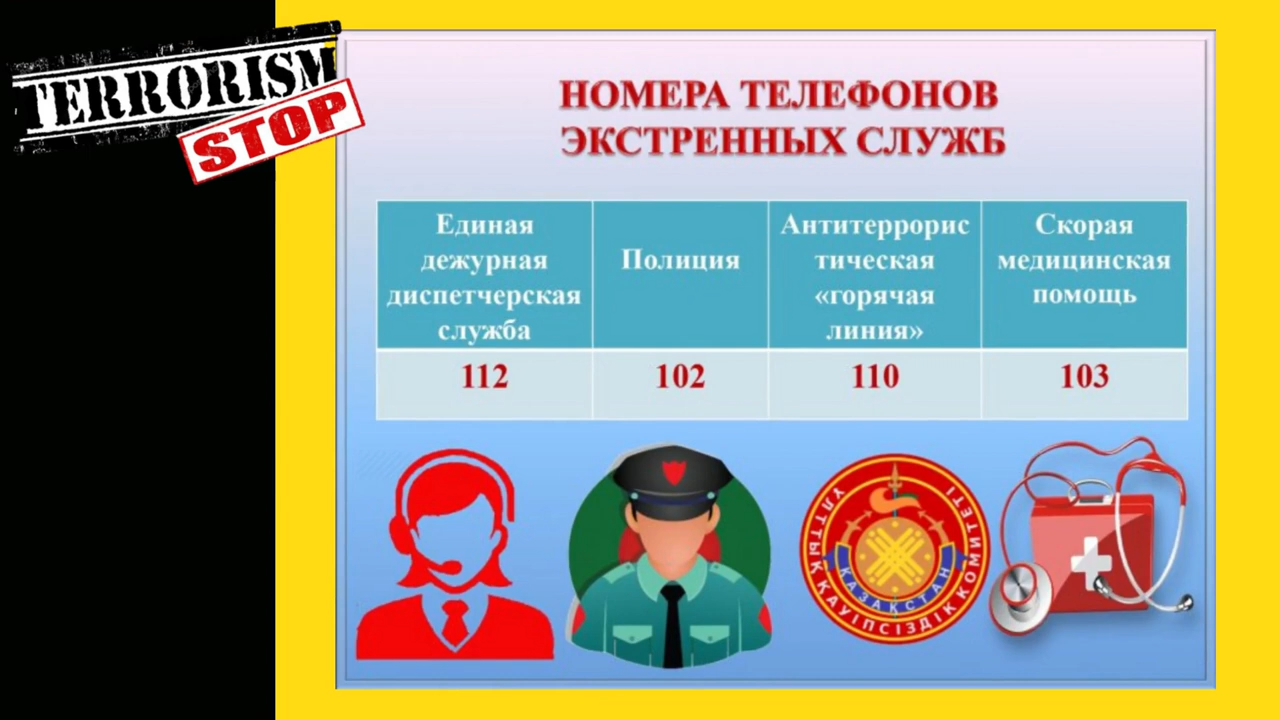 TERRORISM
STOP
НОМЕРА ТЕЛЕФОНОВ
ЭКСТРЕННЫХ СЛУЖБ
Единая
дежурная
диспетчерская
служба
Полиция
Антитеррорис
тическая
«горячая
линия»
Скорая
медицинская
помощь
112
102
110
103
ҰЛТТЫҚ ҚАУІПСІЗДІК КОМИТЕТІ
ҚАЗАҚСТАН